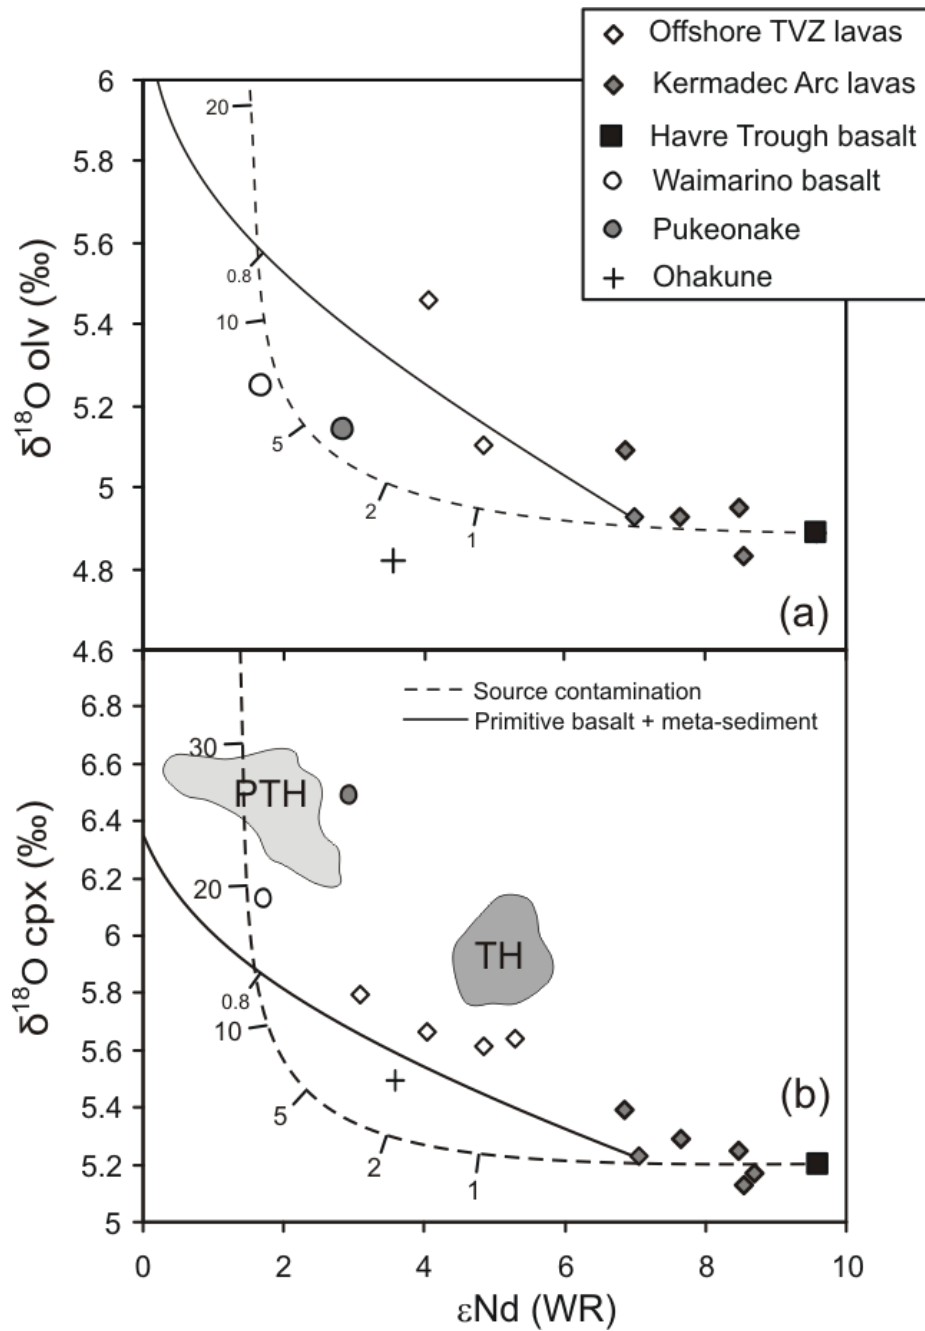 Offshore TVZ lavas
Kermadec Arc lavas
Havre Trough basalt
Waimarino basalt
Pukeonake
Ohakune
δ¹⁸O olv (‰)
6
5.8
5.6
5.4
5.2
5
4.8
4.6
20
0.8
10
5
2
1
(a)
Source contamination
Primitive basalt + meta-sediment
δ¹⁸O cpx (‰)
6.8
6.6
6.4
6.2
6
5.8
5.6
5.4
5.2
5
30
PTH
20
TH
0.8
10
5
2
1
(b)
0 2 4 6 8 10
εNd (WR)